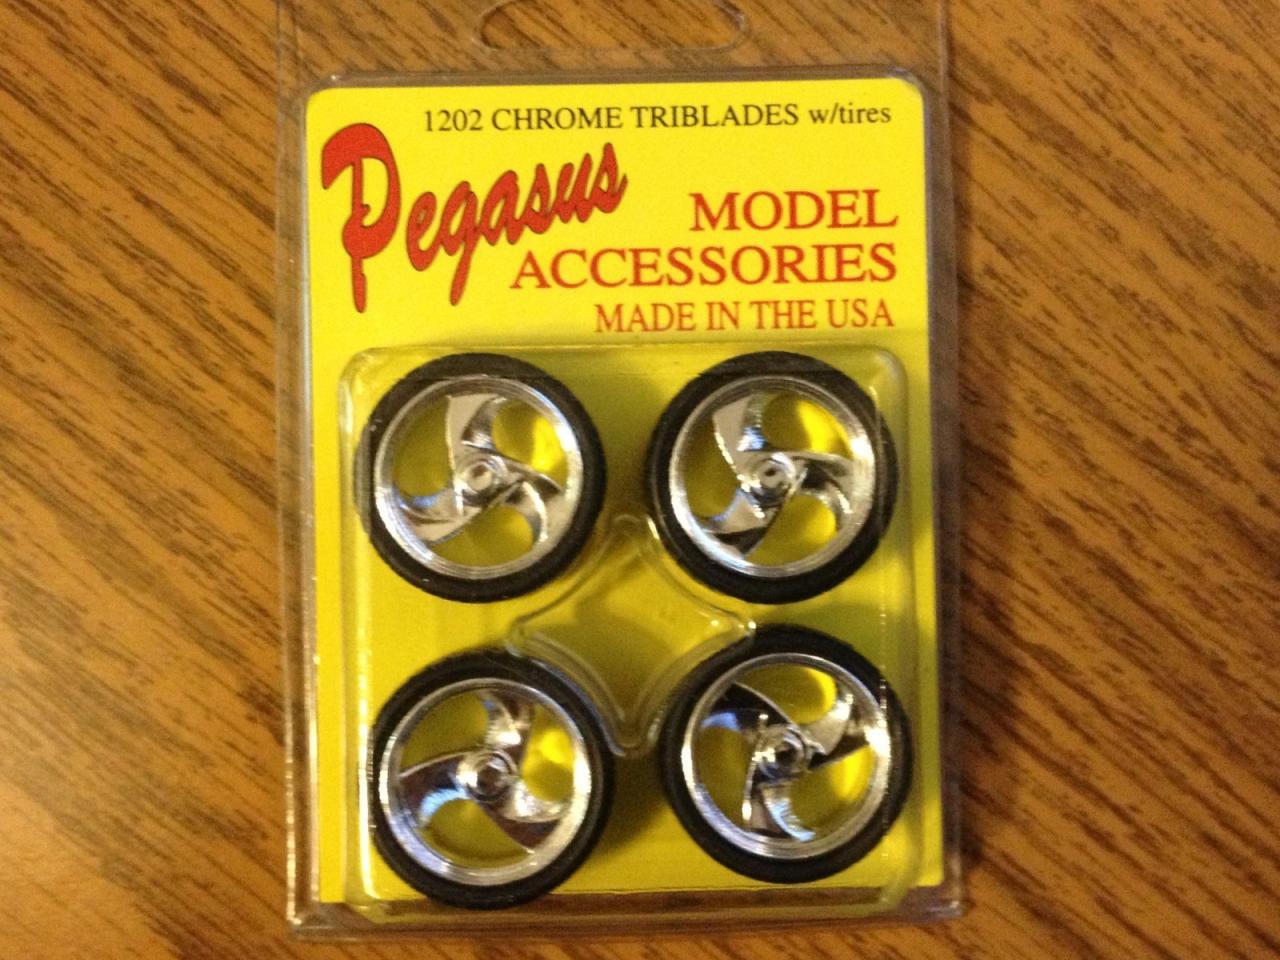 1202 CHROME TRIBLADES w/tires
Pegasus
MODEL
ACCESSORIES
MADE IN THE USA